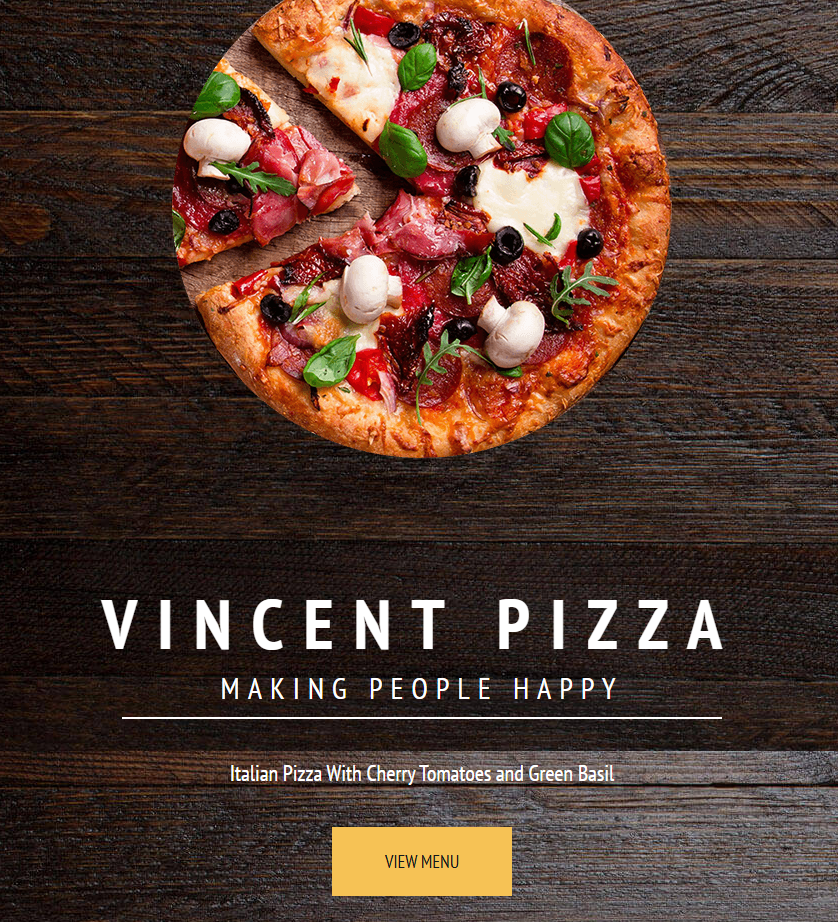 VINCENT PIZZA
MAKING PEOPLE HAPPY
Italian Pizza With Cherry Tomatoes and Green Basil
VIEW MENU